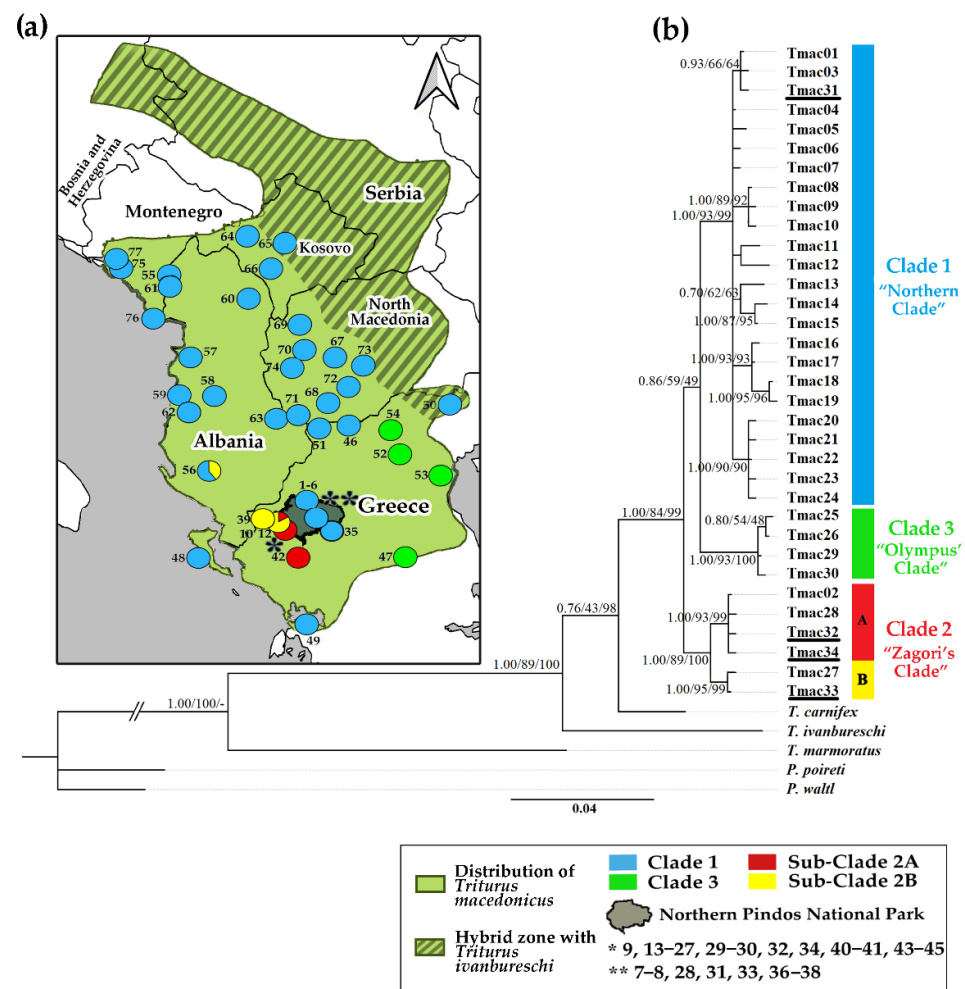 (a)
Bosnia and
Herzegovina
Montenegro
Serbia
Kosovo
North
Macedonia
Albania
Greece
64
65
66
77
75
55
61
60
76
69
57
70
67
73
74
72
59
58
62
68
50
63
71
51
46
54
52
53
56
1-6
**
39
10
12
*
35
42
47
48
49
(b)
Tmac01
Tmac03
Tmac31
Tmac04
Tmac05
Tmac06
Tmac07
Tmac08
Tmac09
Tmac10
Tmac11
Tmac12
Tmac13
Tmac14
Tmac15
Tmac16
Tmac17
Tmac18
Tmac19
Tmac20
Tmac21
Tmac22
Tmac23
Tmac24
Tmac25
Tmac26
Tmac29
Tmac30
Tmac02
Tmac28
Tmac32
Tmac34
Tmac27
Tmac33
T. carnifex
T. ivanbureschi
T. marmoratus
P. poireti
P. waltl
0.93/66/64
1.00/89/92
1.00/93/99
0.70/62/63
1.00/87/95
1.00/93/93
0.86/59/49
1.00/95/96
1.00/90/90
1.00/84/99
0.80/54/48
1.00/93/100
1.00/93/99
0.76/43/98
1.00/89/100
1.00/95/99
1.00/89/100
1.00/100/-
0.04
Clade 1
"Northern
Clade"
Clade 3
"Olympus'
Clade"
A
Clade 2
"Zagori's
Clade"
B
Distribution of
Triturus
macedonicus
Hybrid zone with
Triturus
ivanbureschi
Clade 1
Clade 3
Sub-Clade 2A
Sub-Clade 2B
Northern Pindos National Park
* 9, 13–27, 29–30, 32, 34, 40–41, 43–45
** 7–8, 28, 31, 33, 36–38